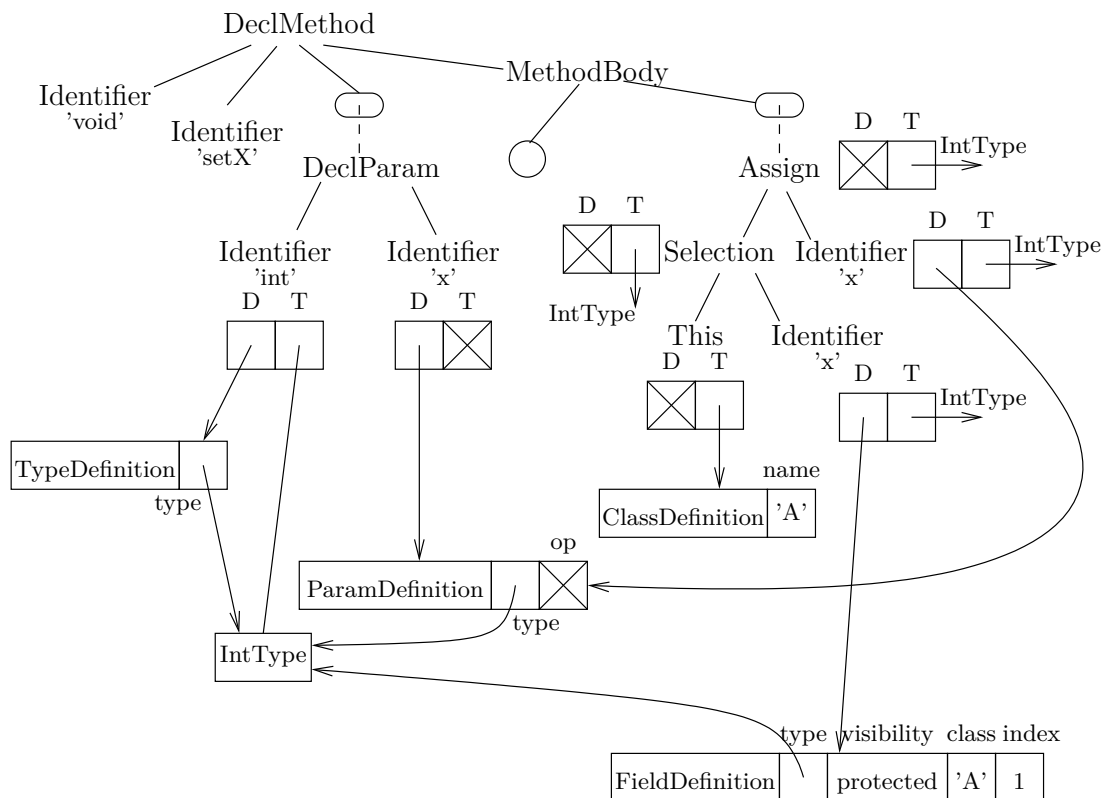 DeclMethod
MethodBody
Identifier
'void'
Identifier
'setX'
D T
IntType
DeclParam
Assign
D T
D T
Identifier
'int'
Identifier
'x'
Selection
Identifier
'x'
IntType
D T
D T
IntType
This
Identifier
'x'
D T
D T
IntType
TypeDefinition
type
name
ClassDefinition
'A'
op
ParamDefinition
type
IntType
type visibility class index
FieldDefinition protected 'A' 1